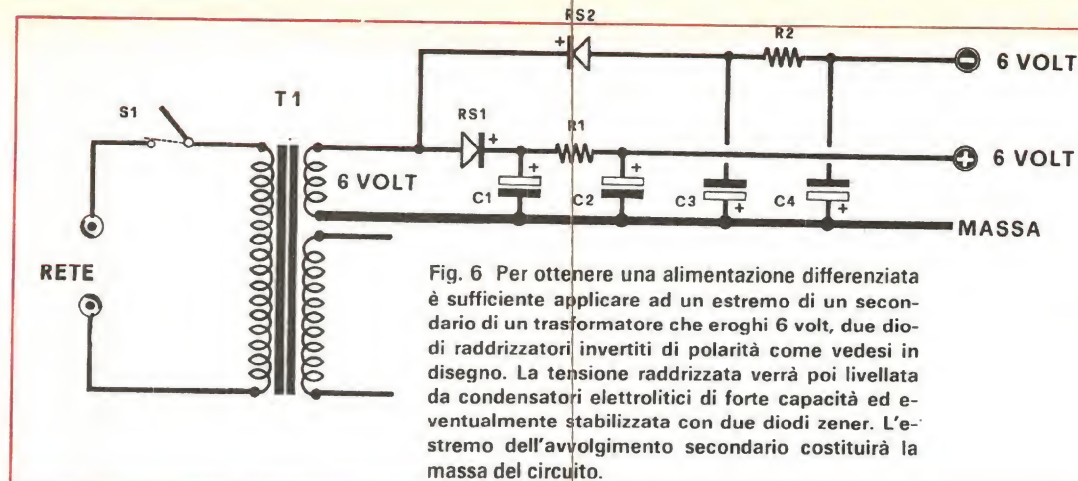 RS2
R2
6 VOLT
S1
T1
RS1
R1
6 VOLT
6 VOLT
C1
C2
C3
C4
MASSA
RETE
Fig. 6 Per ottenere una alimentazione differenziata
è sufficiente applicare ad un estremo di un secon-
dario di un trasformatore che eroghi 6 volt, due dio-
di raddrizzatori invertiti di polarità come vedesi in
disegno. La tensione raddrizzata verrà poi livellata
da condensatori elettrolitici di forte capacità ed e-
ventualmente stabilizzata con due diodi zener. L'e-
stremo dell'avvolgimento secondario costituirà la
massa del circuito.